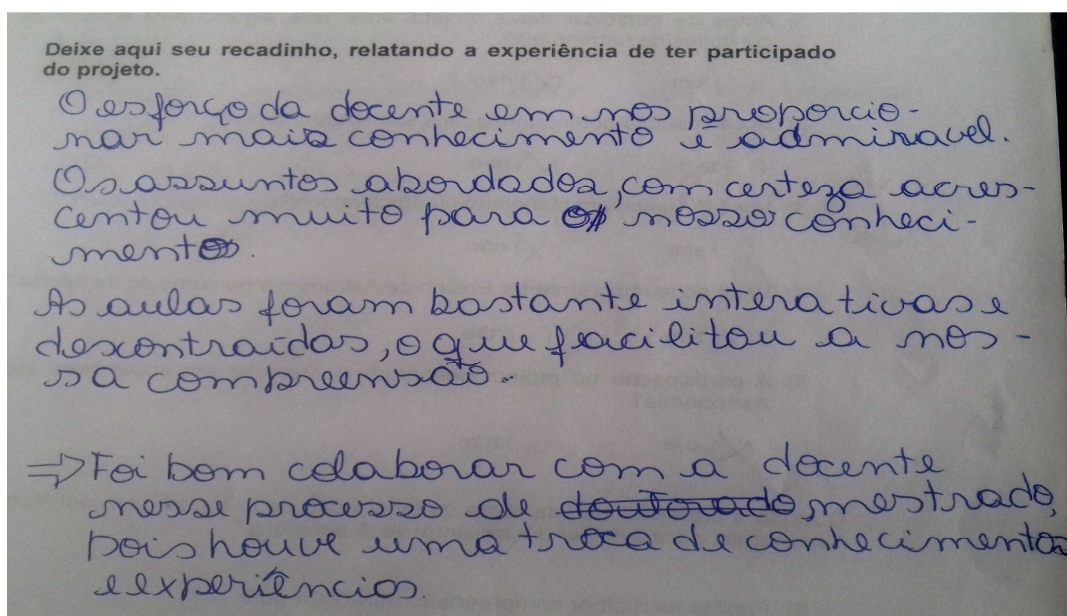 Deixe aqui seu recadinho, relatando a experiência de ter participado
do projeto.
O esforço da docente em nos proporcio-
nar mais conhecimento é admiravel.
Os assuntos abordados, com certeza acres-
centou muito para o nosso conheci-
mento.
As aulas foram bastante interativas e
descontraídas, o que facilitou a nos-
sa compreensão.
⇒ Foi bom colaborar com a docente
nesse processo de doutorado, mestrado,
pois houve uma troca de conhecimentos
e experiências.